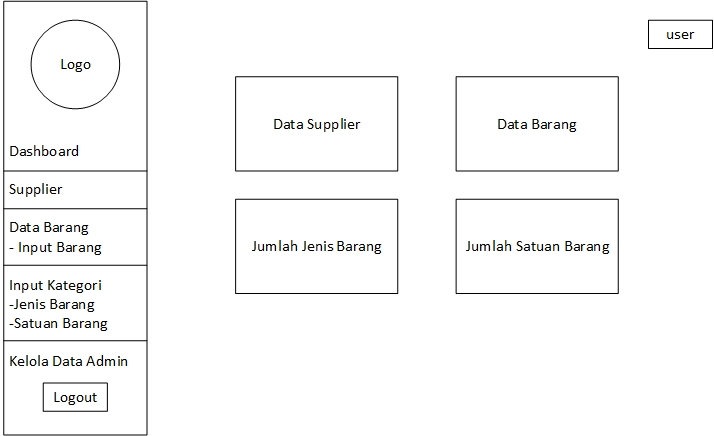 Logo
Dashboard
Supplier
Data Barang
- Input Barang
Input Kategori
-Jenis Barang
-Satuan Barang
Kelola Data Admin
Logout
user
Data Supplier
Data Barang
Jumlah Jenis Barang
Jumlah Satuan Barang